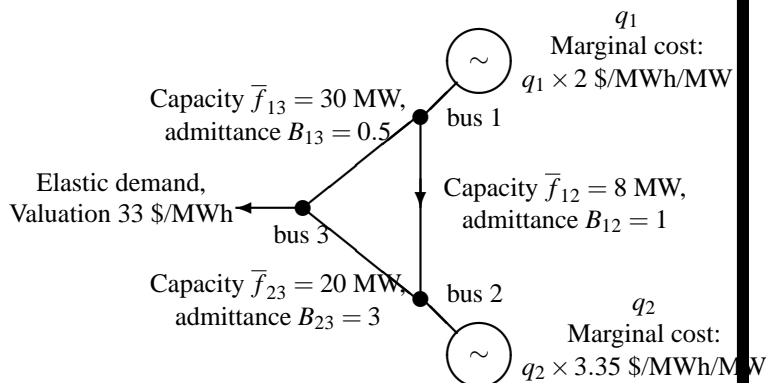 q₁
Marginal cost:
q₁ × 2 $/MWh/MW
~
Capacity f̅₁₃ = 30 MW,
admittance B₁₃ = 0.5
bus 1
Elastic demand,
Valuation 33 $/MWh
Capacity f̅₁₂ = 8 MW,
admittance B₁₂ = 1
bus 3
Capacity f̅₂₃ = 20 MW,
admittance B₂₃ = 3
bus 2
q₂
Marginal cost:
q₂ × 3.35 $/MWh/MW
~